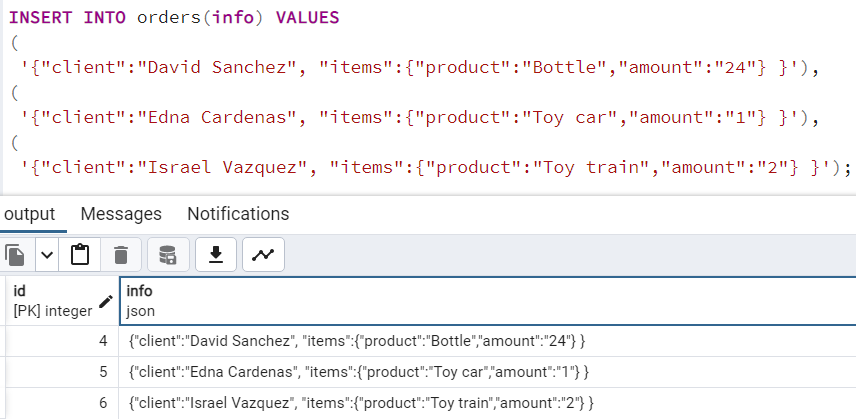 INSERT INTO orders(info) VALUES
(
'{"client":"David Sanchez", "items":{"product":"Bottle","amount":"24"} }'),
(
'{"client":"Edna Cardenas", "items":{"product":"Toy car","amount":"1"} }'),
(
'{"client":"Israel Vazquez", "items":{"product":"Toy train","amount":"2"} }');
output Messages Notifications
id info
[PK] integer json
4 {"client":"David Sanchez", "items":{"product":"Bottle","amount":"24"} }
5 {"client":"Edna Cardenas", "items":{"product":"Toy car","amount":"1"} }
6 {"client":"Israel Vazquez", "items":{"product":"Toy train","amount":"2"} }